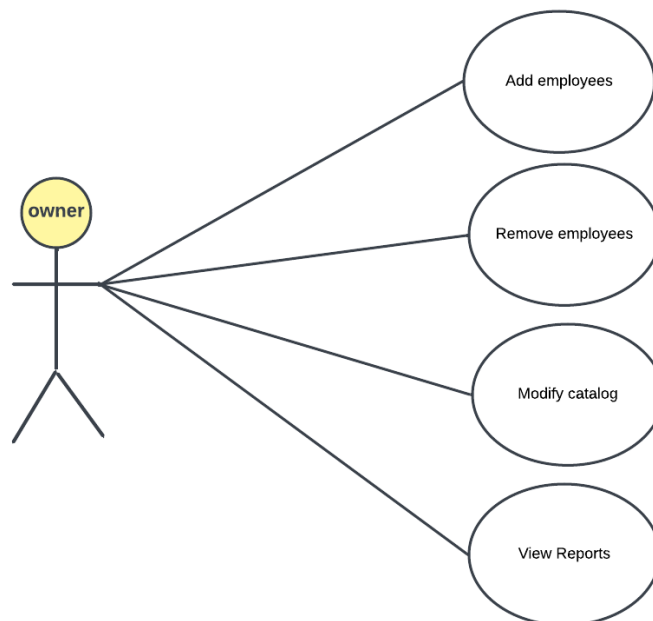 Add employees
owner
Remove employees
Modify catalog
View Reports